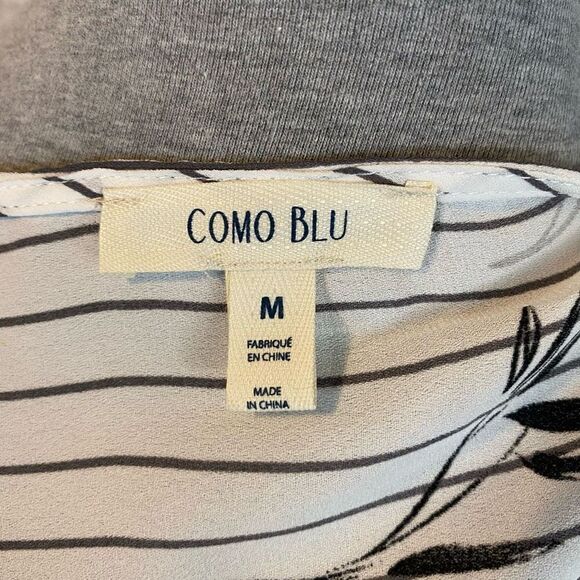 COMO BLU
M
FABRIQUÉ
EN CHINE
MADE
IN CHINA